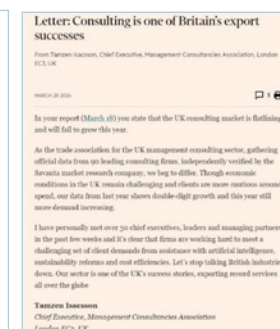 Letter: Consulting is one of Britain's export
successes
From Tamzen Isacsson, Chief Executive, Management Consultancies Association, London
EC3, UK
MARCH 26 2024
In your report (March 18) you state that the UK consulting market is flatlining
and will fail to grow this year.
As the trade association for the UK management consulting sector, gathering
official data from 90 leading consulting firms, independently verified by the
Savanta market research company, we beg to differ. Though economic
conditions in the UK remain challenging and clients are more cautious around
spend, our data from last year shows double-digit growth and this year still
more demand increasing.
I have personally met over 30 chief executives, leaders and managing partners
in the past few weeks and it's clear that firms are working hard to meet a
challenging set of client demands from assistance with artificial intelligence,
sustainability reforms and cost efficiencies. Let's stop talking British industries
down. Our sector is one of the UK's success stories, exporting record services
all over the globe
Tamzen Isacsson
Chief Executive, Management Consultancies Association
London EC3, UK